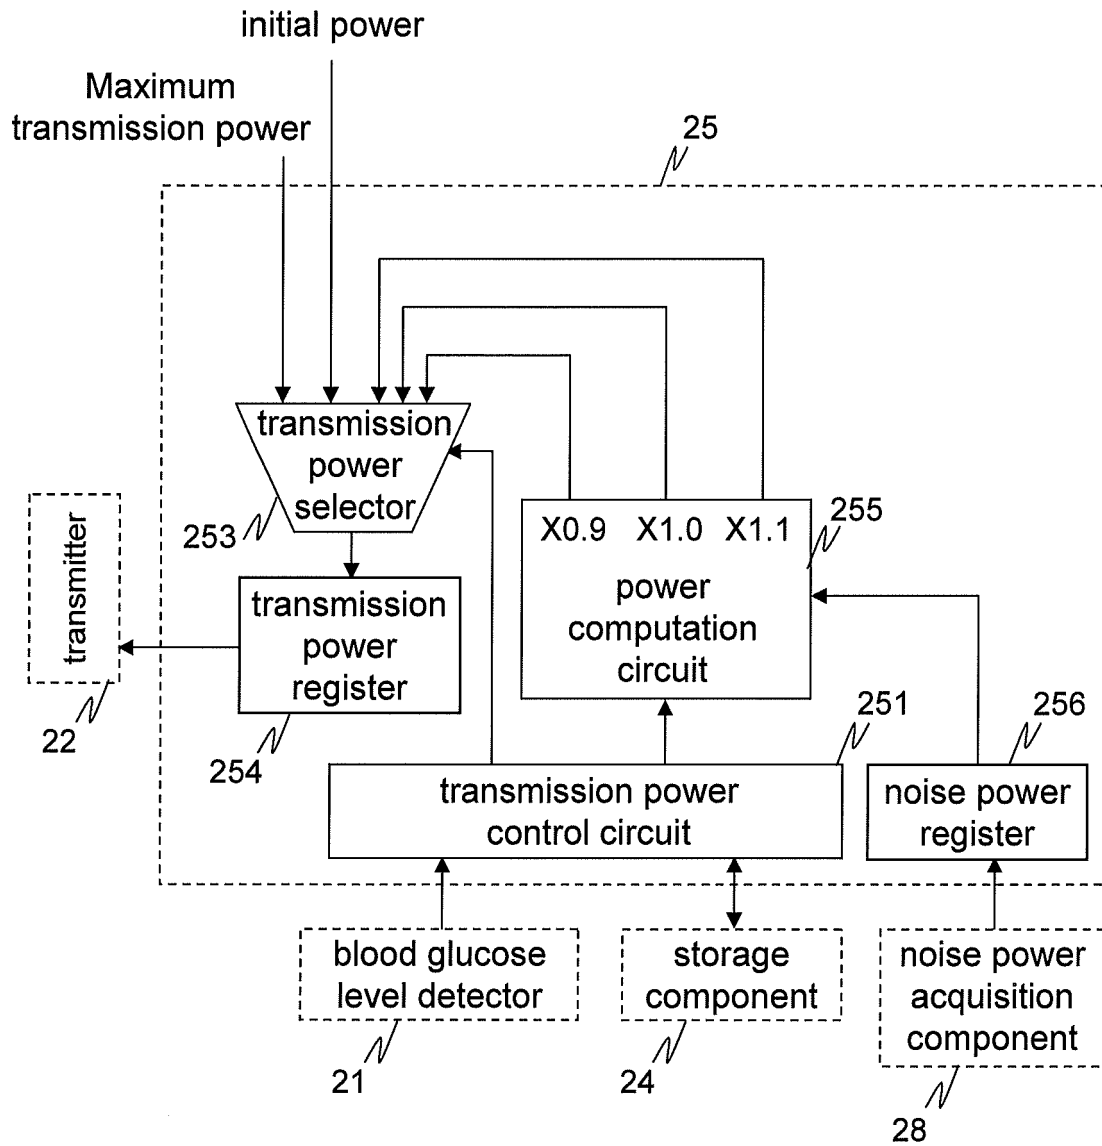 initial power
Maximum
transmission power
25
transmission
power
selector
253
X0.9 X1.0 X1.1
255
power
computation
circuit
transmitter
22
transmission
power
register
254
251
256
transmission power
control circuit
noise power
register
blood glucose
level detector
21
storage
component
24
noise power
acquisition
component
28